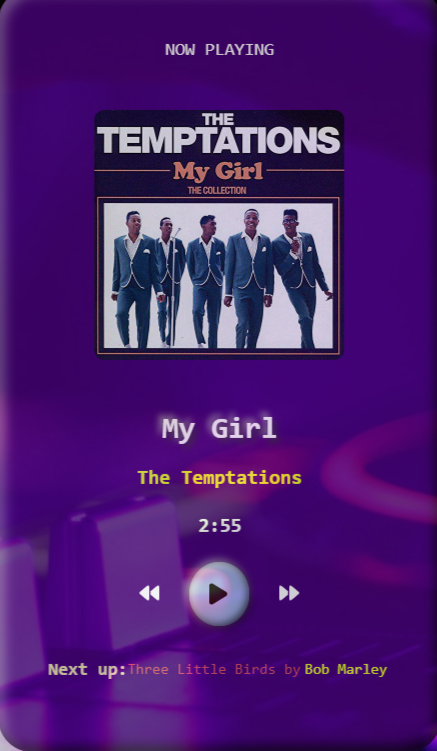 NOW PLAYING
THE
TEMPTATIONS
My Girl
THE COLLECTION
My Girl
The Temptations
2:55
Next up:Three Little Birds by Bob Marley